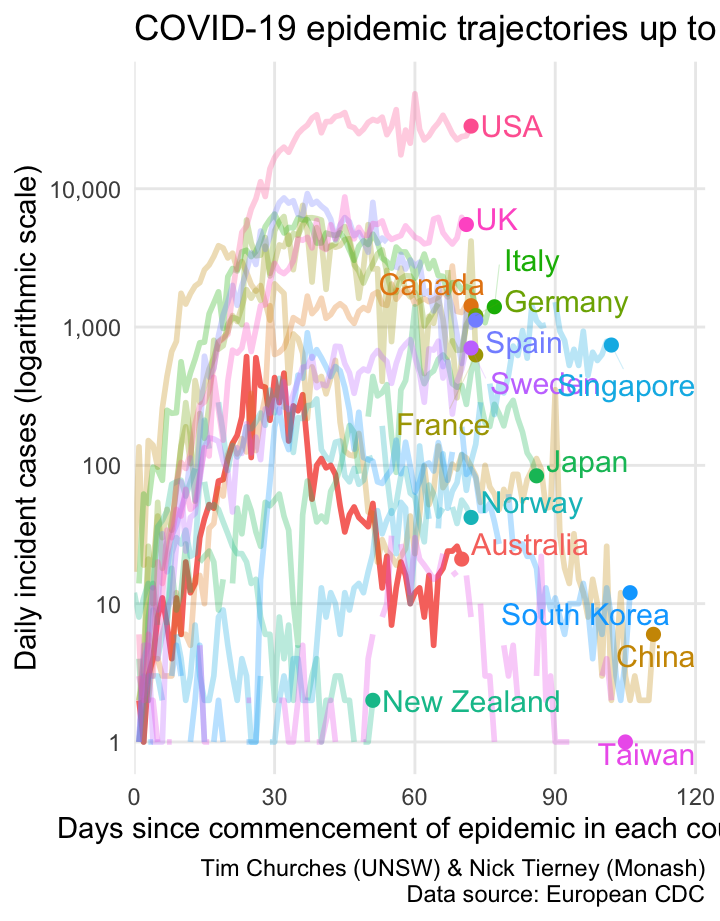 COVID-19 epidemic trajectories up to
Daily incident cases (logarithmic scale)
10,000
1,000
100
10
1
USA
UK
Italy
Canada
Germany
Spain
Sweden
Singapore
France
Japan
Norway
Australia
South Korea
China
New Zealand
Taiwan
0
30
60
90
120
Days since commencement of epidemic in each cou
Tim Churches (UNSW) & Nick Tierney (Monash)
Data source: European CDC